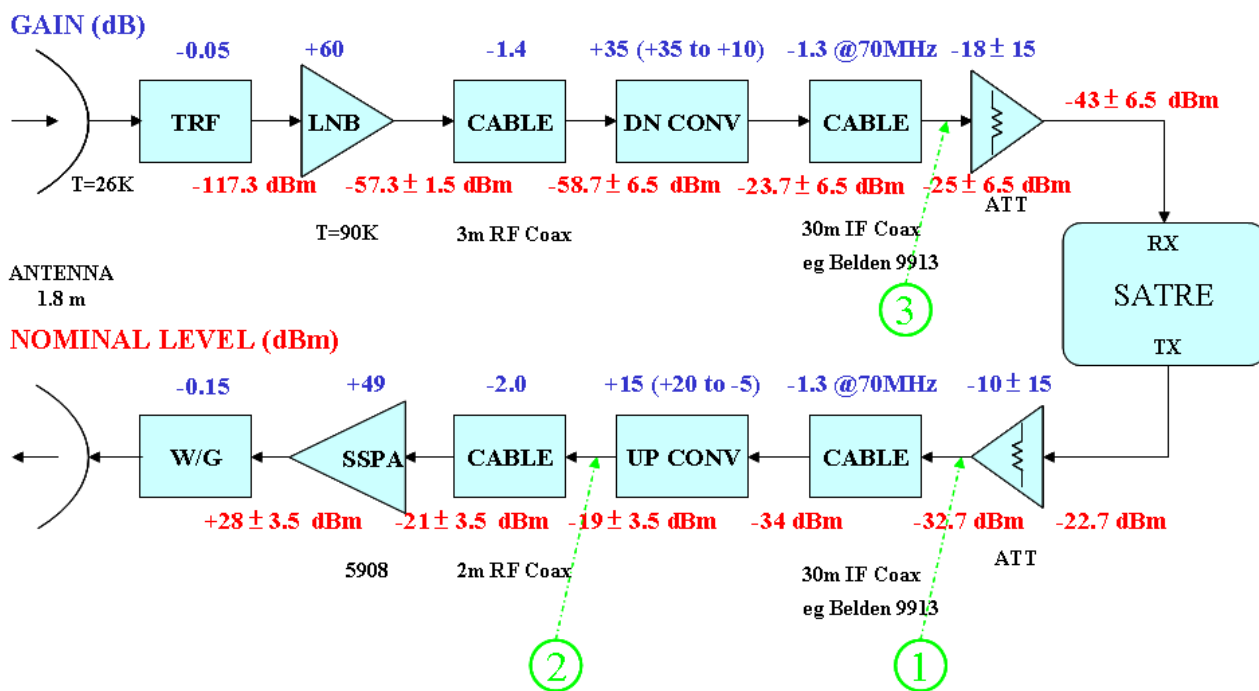 GAIN (dB)
-0.05
+60
-1.4
+35 (+35 to +10)
-1.3 @70MHz
-18 ± 15
TRF
LNB
CABLE
DN CONV
CABLE
-43 ± 6.5 dBm
T=26K
-117.3 dBm
-57.3 ± 1.5 dBm
-58.7 ± 6.5 dBm
-23.7 ± 6.5 dBm
-25 ± 6.5 dBm
ATT
T=90K
3m RF Coax
30m IF Coax
eg Belden 9913
RX
SATRE
TX
ANTENNA
1.8 m
3
NOMINAL LEVEL (dBm)
-0.15
+49
-2.0
+15 (+20 to -5)
-1.3 @70MHz
-10 ± 15
W/G
SSPA
CABLE
UP CONV
CABLE
+28 ± 3.5 dBm
-21 ± 3.5 dBm
-19 ± 3.5 dBm
-34 dBm
-32.7 dBm
-22.7 dBm
ATT
5908
2m RF Coax
30m IF Coax
eg Belden 9913
2
1